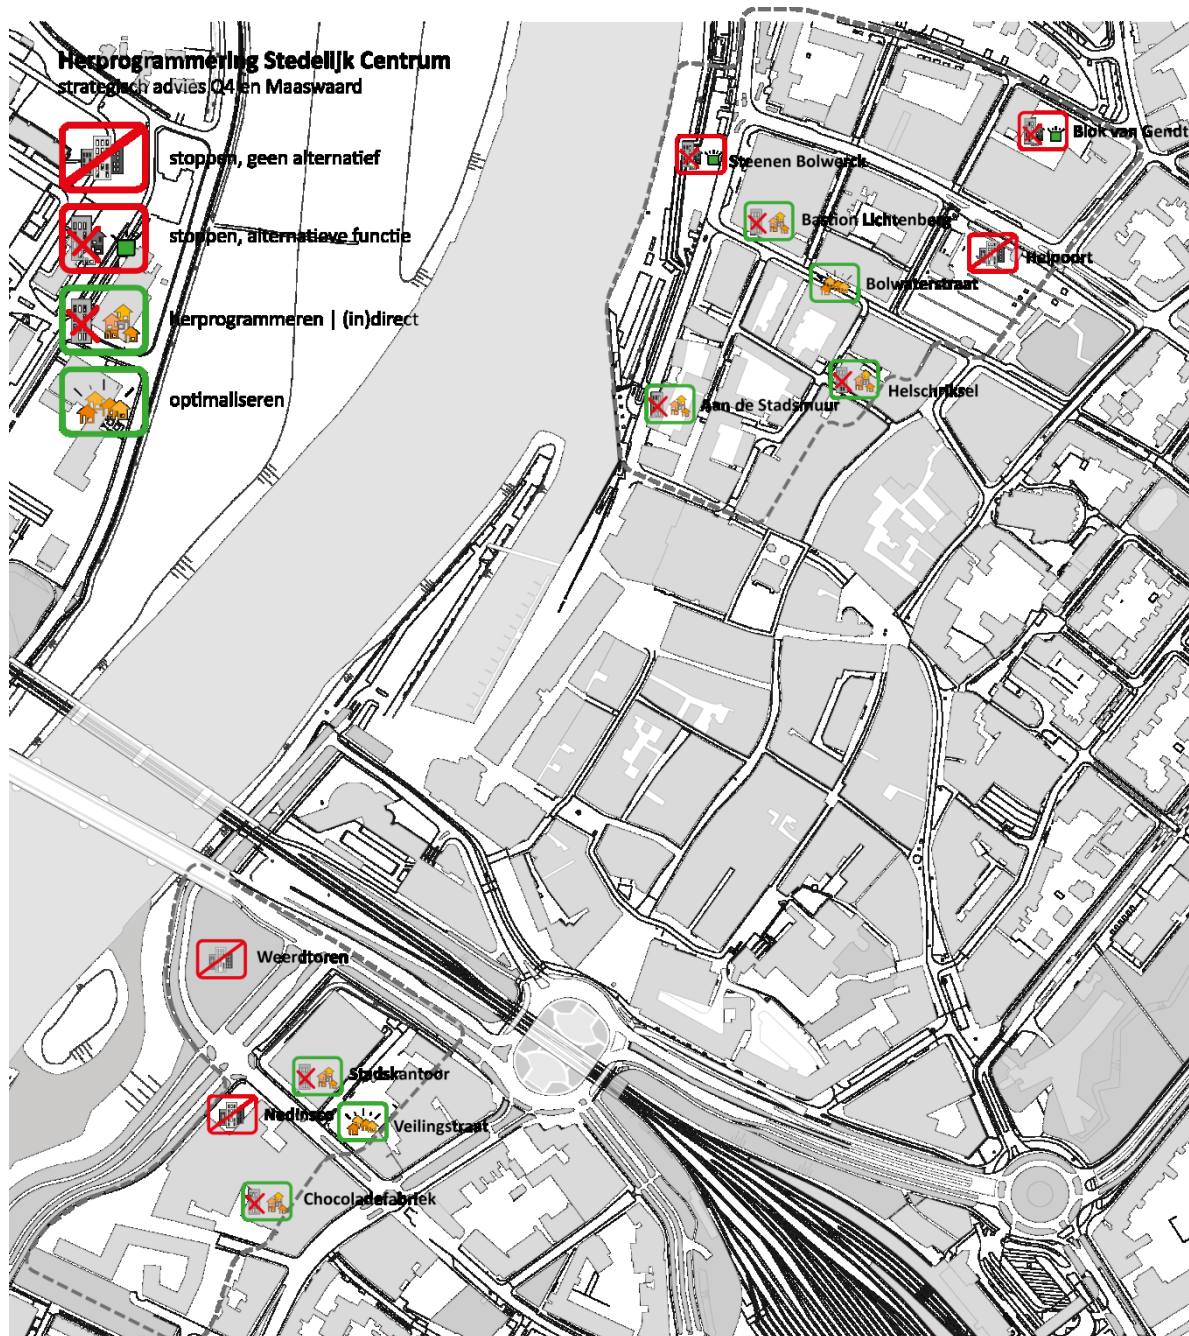 Herprogrammering Stedelijk Centrum
strategisch advies Q4 en Maaswaard
stoppen, geen alternatief
stoppen, alternatieve functie
herprogrammeren | (in)direct
optimaliseren
Blok van Gendt
Steenen Bolwerck
Bastion Lichtenberg
Helpoort
Bolwaterstraat
Helschriksel
Aan de Stadsmuur
Weerdtoren
Stadskantoor
Nedinsco
Veilingstraat
Chocoladefabriek